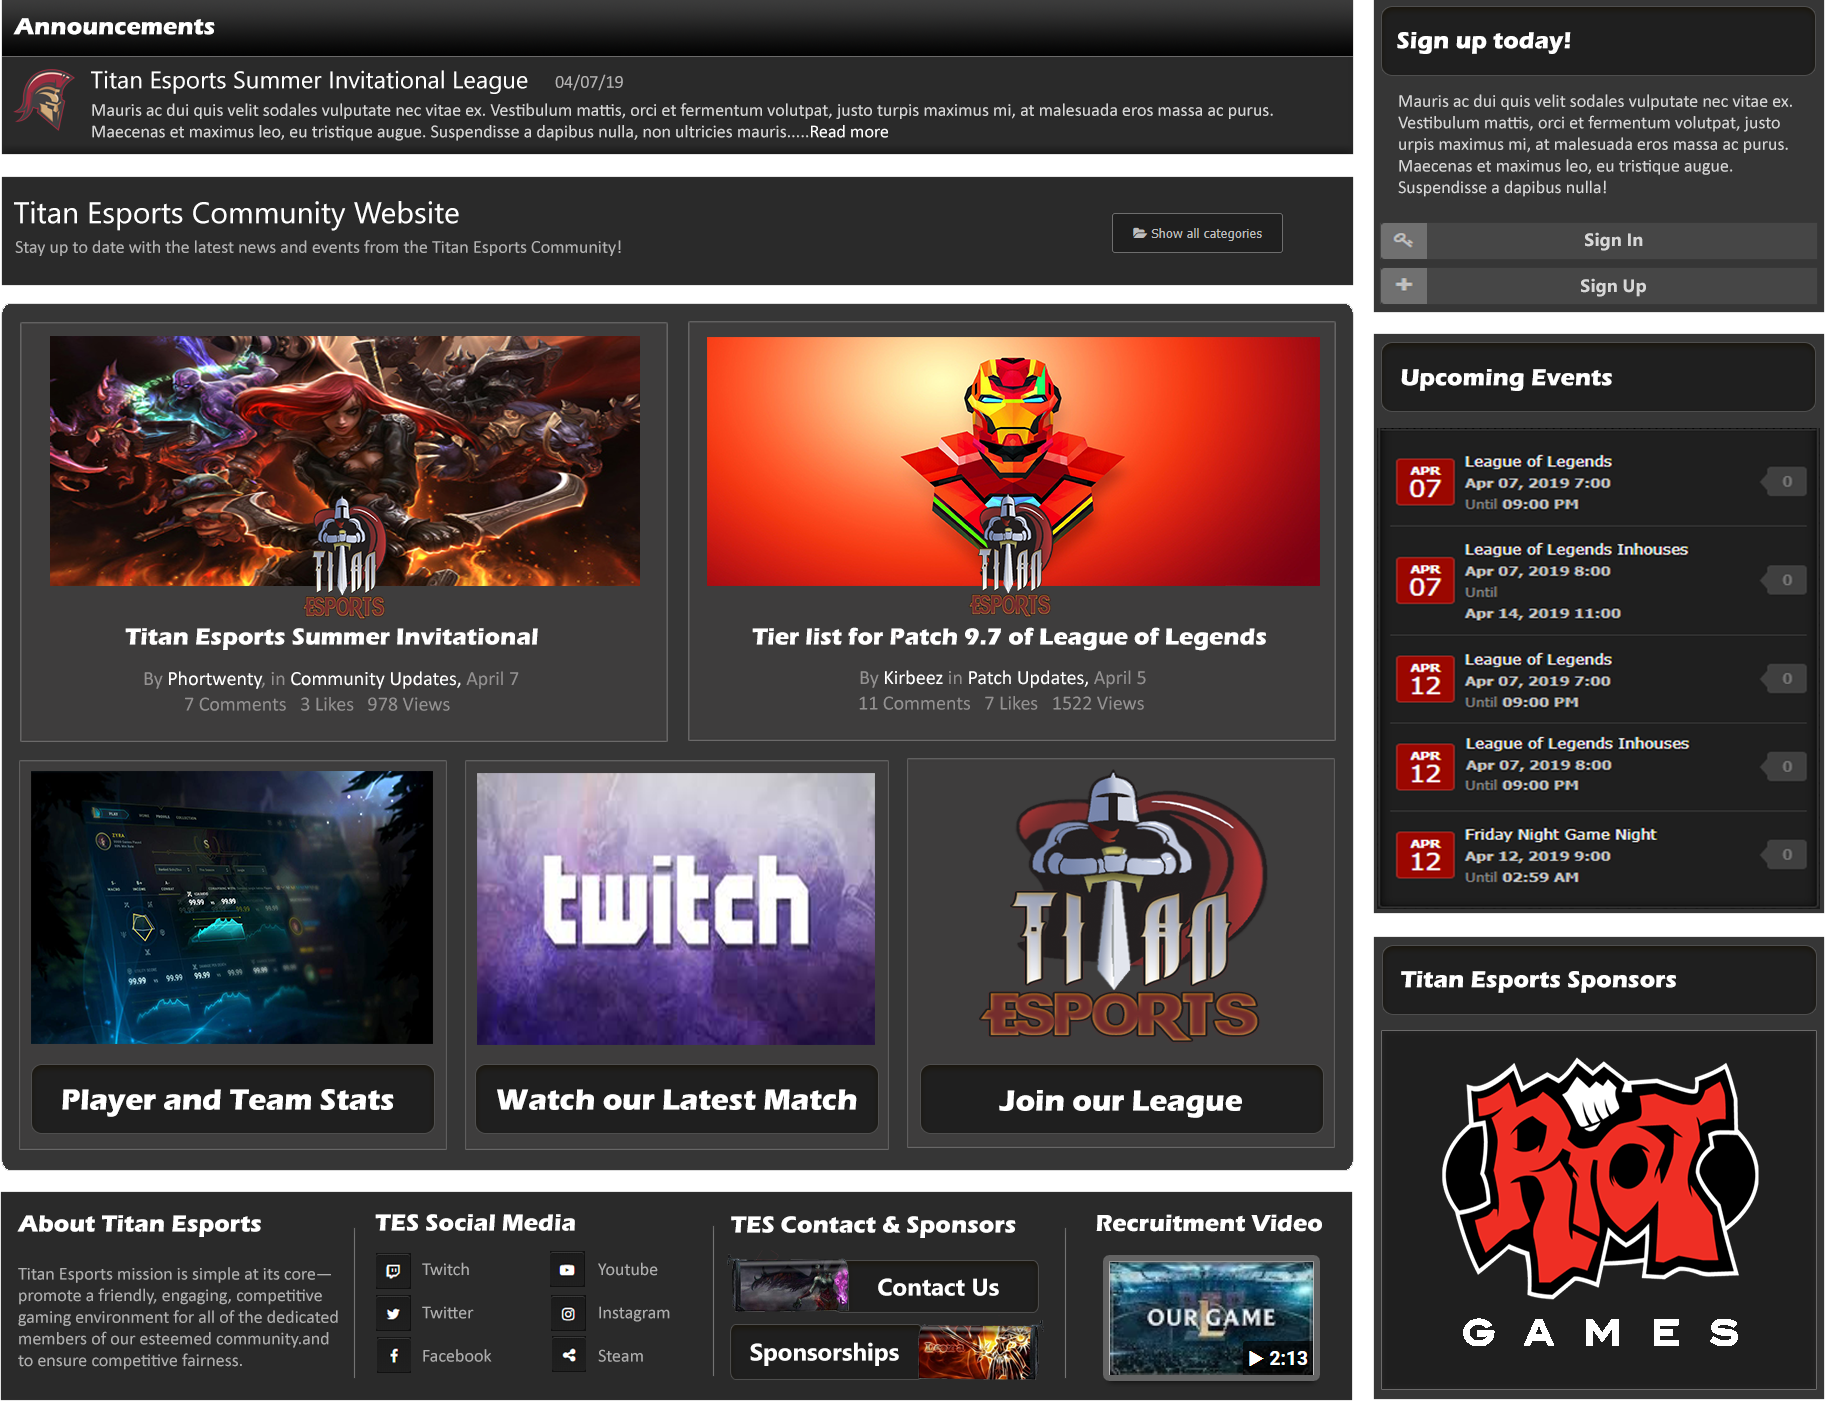 Announcements
Titan Esports Summer Invitational League 04/07/19
Mauris ac dui quis velit sodales vulputate nec vitae ex. Vestibulum mattis, orci et fermentum volutpat, justo turpis maximus mi, at malesuada eros massa ac purus.
Maecenas et maximus leo, eu tristique augue. Suspendisse a dapibus nulla, non ultricies mauris.....Read more
Titan Esports Community Website
Stay up to date with the latest news and events from the Titan Esports Community!
Show all categories
TITAN
ESPORTS
Titan Esports Summer Invitational
By Phortwenty, in Community Updates, April 7
7 Comments 3 Likes 978 Views
TITAN
ESPORTS
Tier list for Patch 9.7 of League of Legends
By Kirbeez in Patch Updates, April 5
11 Comments 7 Likes 1522 Views
PLAY
ZYRA
S
99.99 99.99
99.99 99.99 99.99 99.99
Player and Team Stats
twitch
Watch our Latest Match
TITAN
ESPORTS
Join our League
About Titan Esports
Titan Esports mission is simple at its core—
promote a friendly, engaging, competitive
gaming environment for all of the dedicated
members of our esteemed community.and
to ensure competitive fairness.
TES Social Media
Twitch
Youtube
Twitter
Instagram
Facebook
Steam
TES Contact & Sponsors
Contact Us
Sponsorships
Recruitment Video
OUR GAME
2:13
Sign up today!
Mauris ac dui quis velit sodales vulputate nec vitae ex.
Vestibulum mattis, orci et fermentum volutpat, justo
urpis maximus mi, at malesuada eros massa ac purus.
Maecenas et maximus leo, eu tristique augue.
Suspendisse a dapibus nulla!
Sign In
Sign Up
Upcoming Events
APR
07
League of Legends
Apr 07, 2019 7:00
Until 09:00 PM
0
APR
07
League of Legends Inhouses
Apr 07, 2019 8:00
Until
Apr 14, 2019 11:00
0
APR
12
League of Legends
Apr 07, 2019 7:00
Until 09:00 PM
0
APR
12
League of Legends Inhouses
Apr 07, 2019 8:00
Until 09:00 PM
0
APR
12
Friday Night Game Night
Apr 12, 2019 9:00
Until 02:59 AM
0
Titan Esports Sponsors
RIOT
GAMES